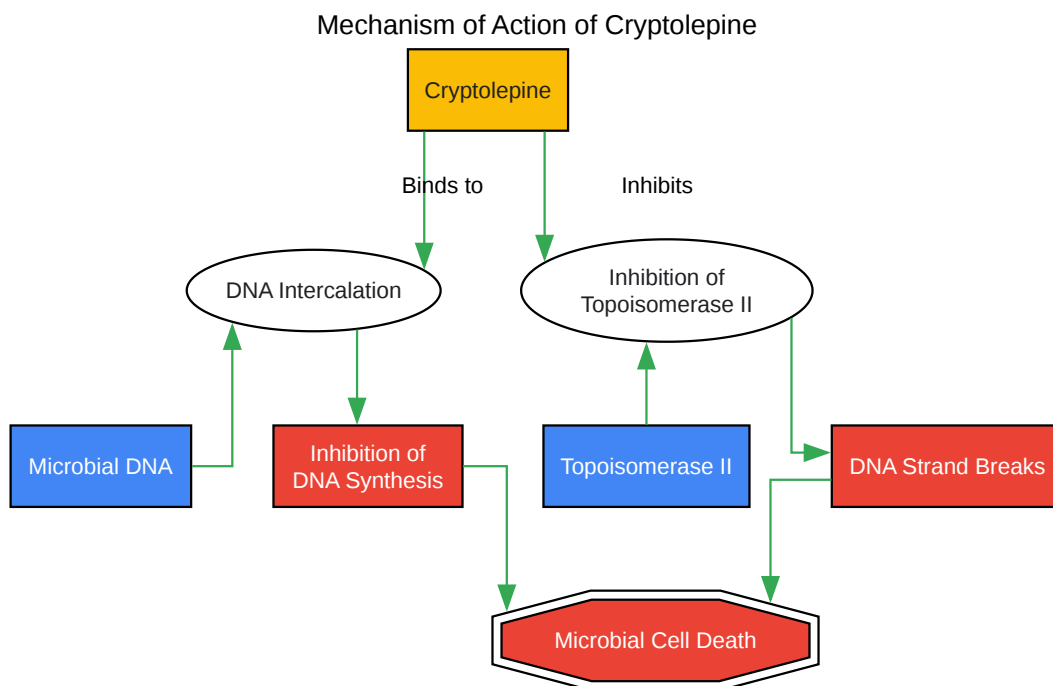 Mechanism of Action of Cryptolepine
Cryptolepine
Binds to
Inhibits
DNA Intercalation
Inhibition of
Topoisomerase II
Microbial DNA
Inhibition of
DNA Synthesis
Topoisomerase II
DNA Strand Breaks
Microbial Cell Death